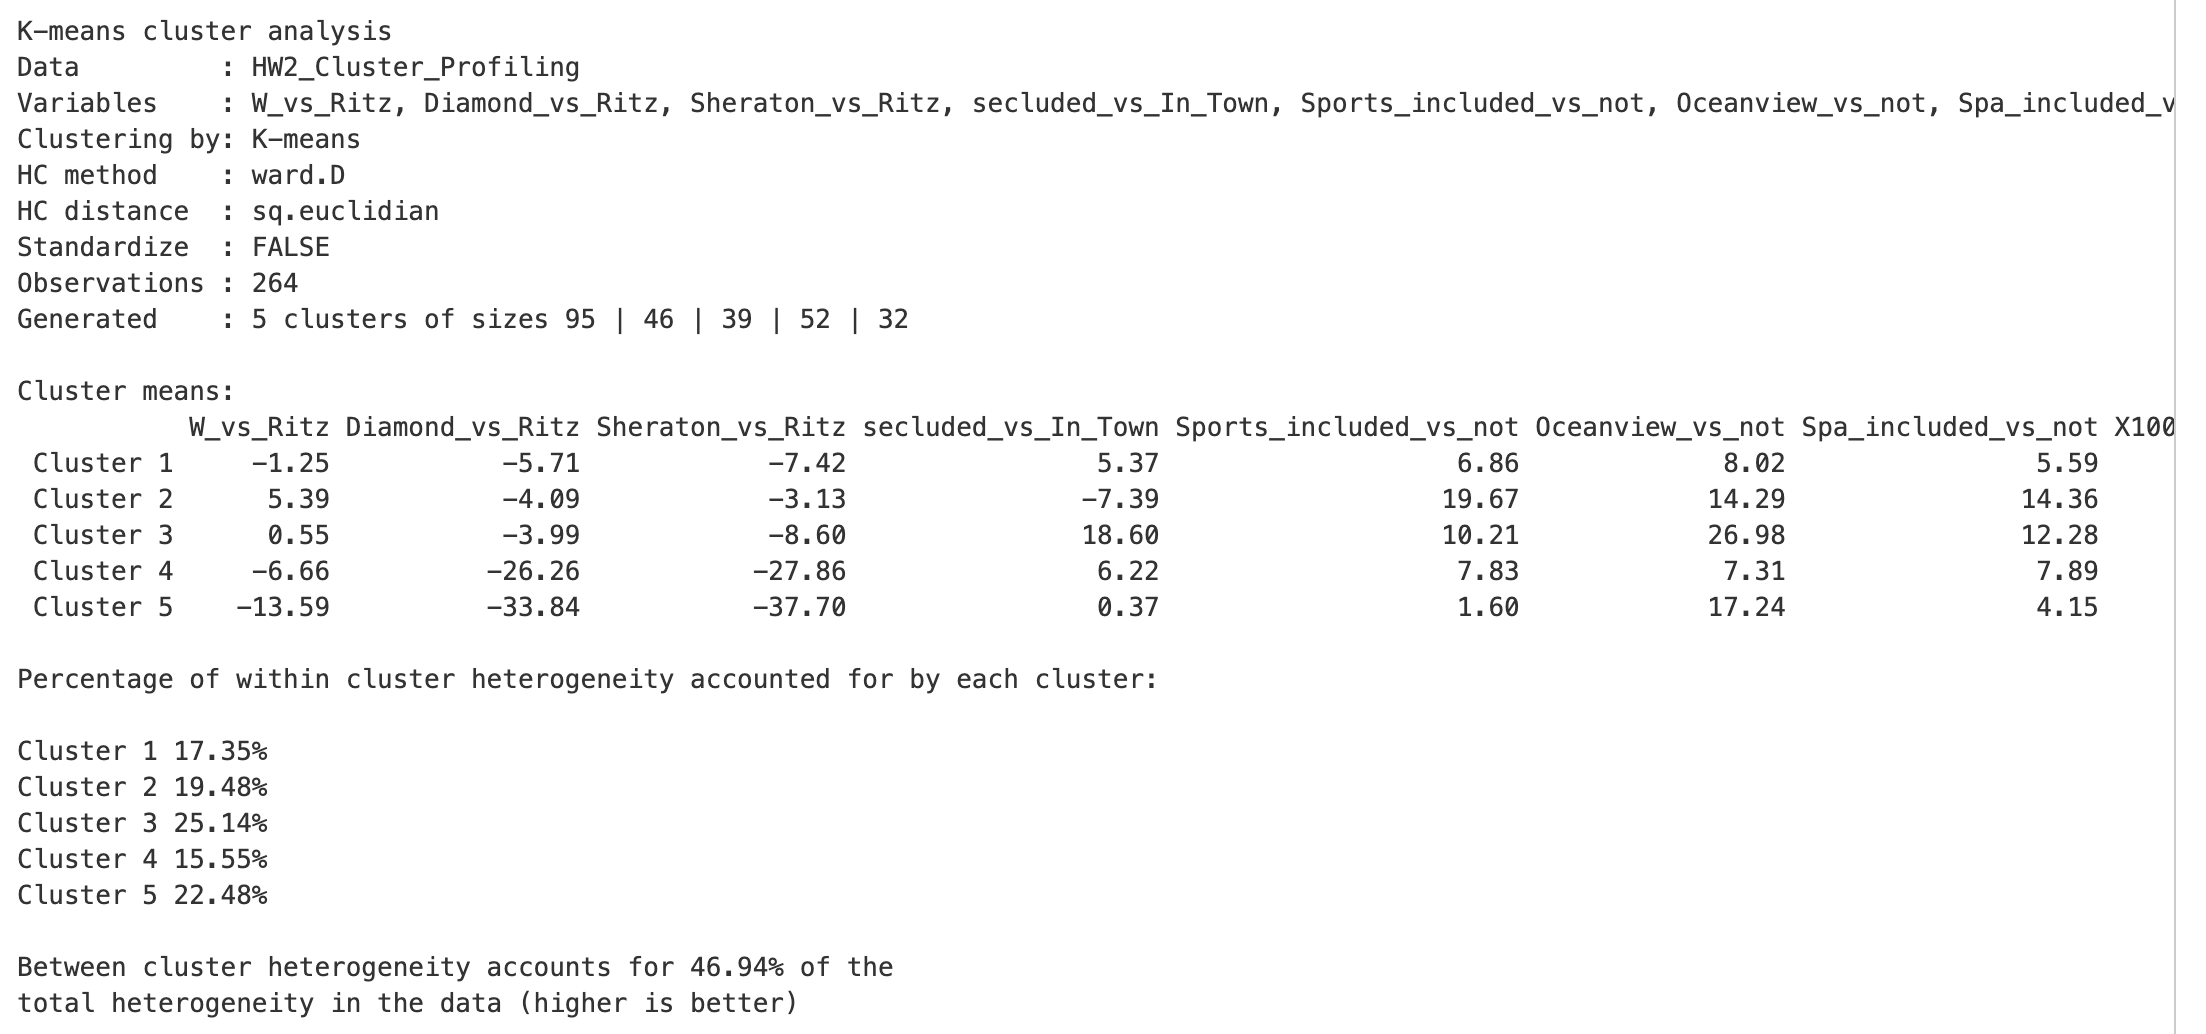 K-means cluster analysis
Data         : HW2_Cluster_Profiling
Variables    : W_vs_Ritz, Diamond_vs_Ritz, Sheraton_vs_Ritz, secluded_vs_In_Town, Sports_included_vs_not, Oceanview_vs_not, Spa_included_v
Clustering by: K-means
HC method    : ward.D
HC distance  : sq.euclidian
Standardize  : FALSE
Observations : 264
Generated    : 5 clusters of sizes 95 | 46 | 39 | 52 | 32
Cluster means:
W_vs_Ritz Diamond_vs_Ritz Sheraton_vs_Ritz secluded_vs_In_Town Sports_included_vs_not Oceanview_vs_not Spa_included_vs_not X100
Cluster 1 -1.25 -5.71 -7.42 5.37 6.86 8.02 5.59
Cluster 2 5.39 -4.09 -3.13 -7.39 19.67 14.29 14.36
Cluster 3 0.55 -3.99 -8.60 18.60 10.21 26.98 12.28
Cluster 4 -6.66 -26.26 -27.86 6.22 7.83 7.31 7.89
Cluster 5 -13.59 -33.84 -37.70 0.37 1.60 17.24 4.15
Percentage of within cluster heterogeneity accounted for by each cluster:
Cluster 1 17.35%
Cluster 2 19.48%
Cluster 3 25.14%
Cluster 4 15.55%
Cluster 5 22.48%
Between cluster heterogeneity accounts for 46.94% of the
total heterogeneity in the data (higher is better)